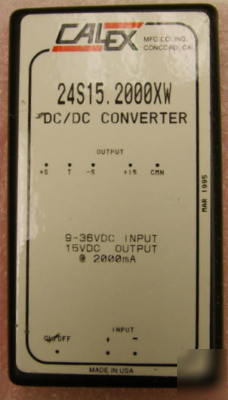 CALEX
MFG CO. INC.
CONCORD, CA
24S15.2000XW
DC/DC CONVERTER
OUTPUT
+S T -S +15 CMN
MAR 1995
9-36VDC INPUT
15VDC OUTPUT
@ 2000mA
INPUT
ON/OFF + -
MADE IN USA